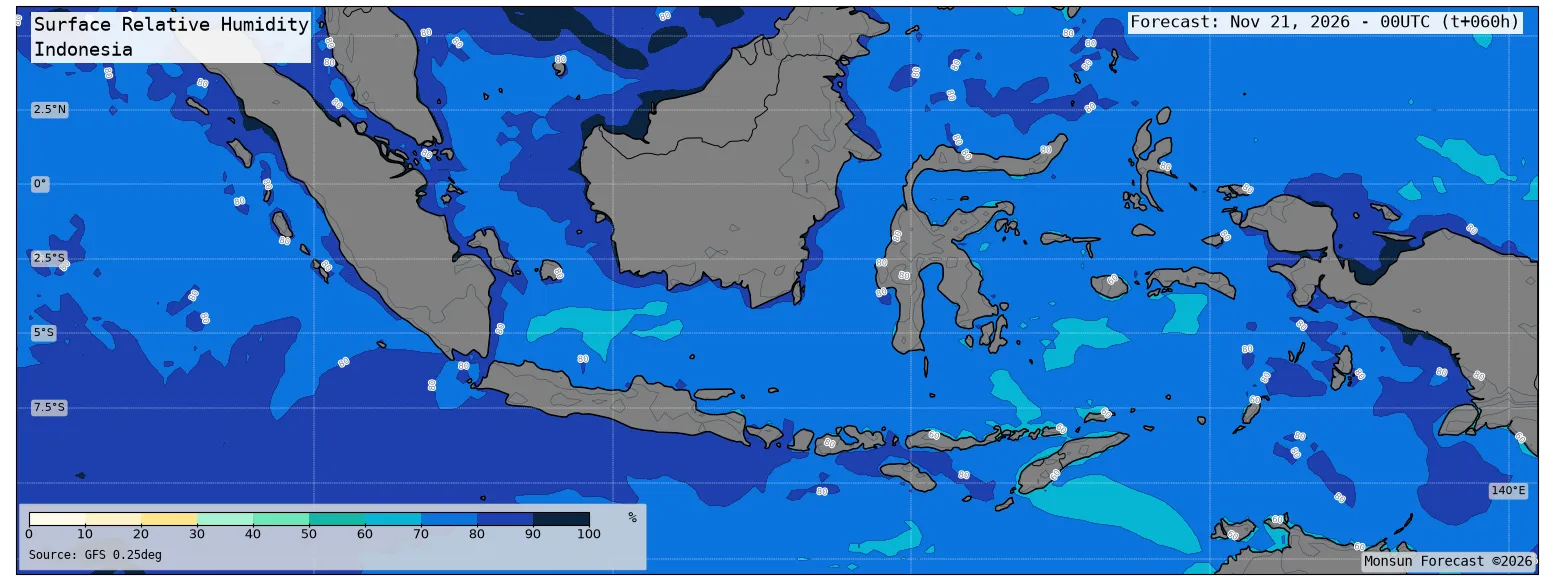 Surface Relative Humidity
Indonesia
Forecast: Nov 21, 2026 - 00UTC (t+060h)
2.5°N
0°
2.5°S
5°S
7.5°S
140°E
0 10 20 30 40 50 60 70 80 90 100
%
Source: GFS 0.25deg
Monsun Forecast ©2026